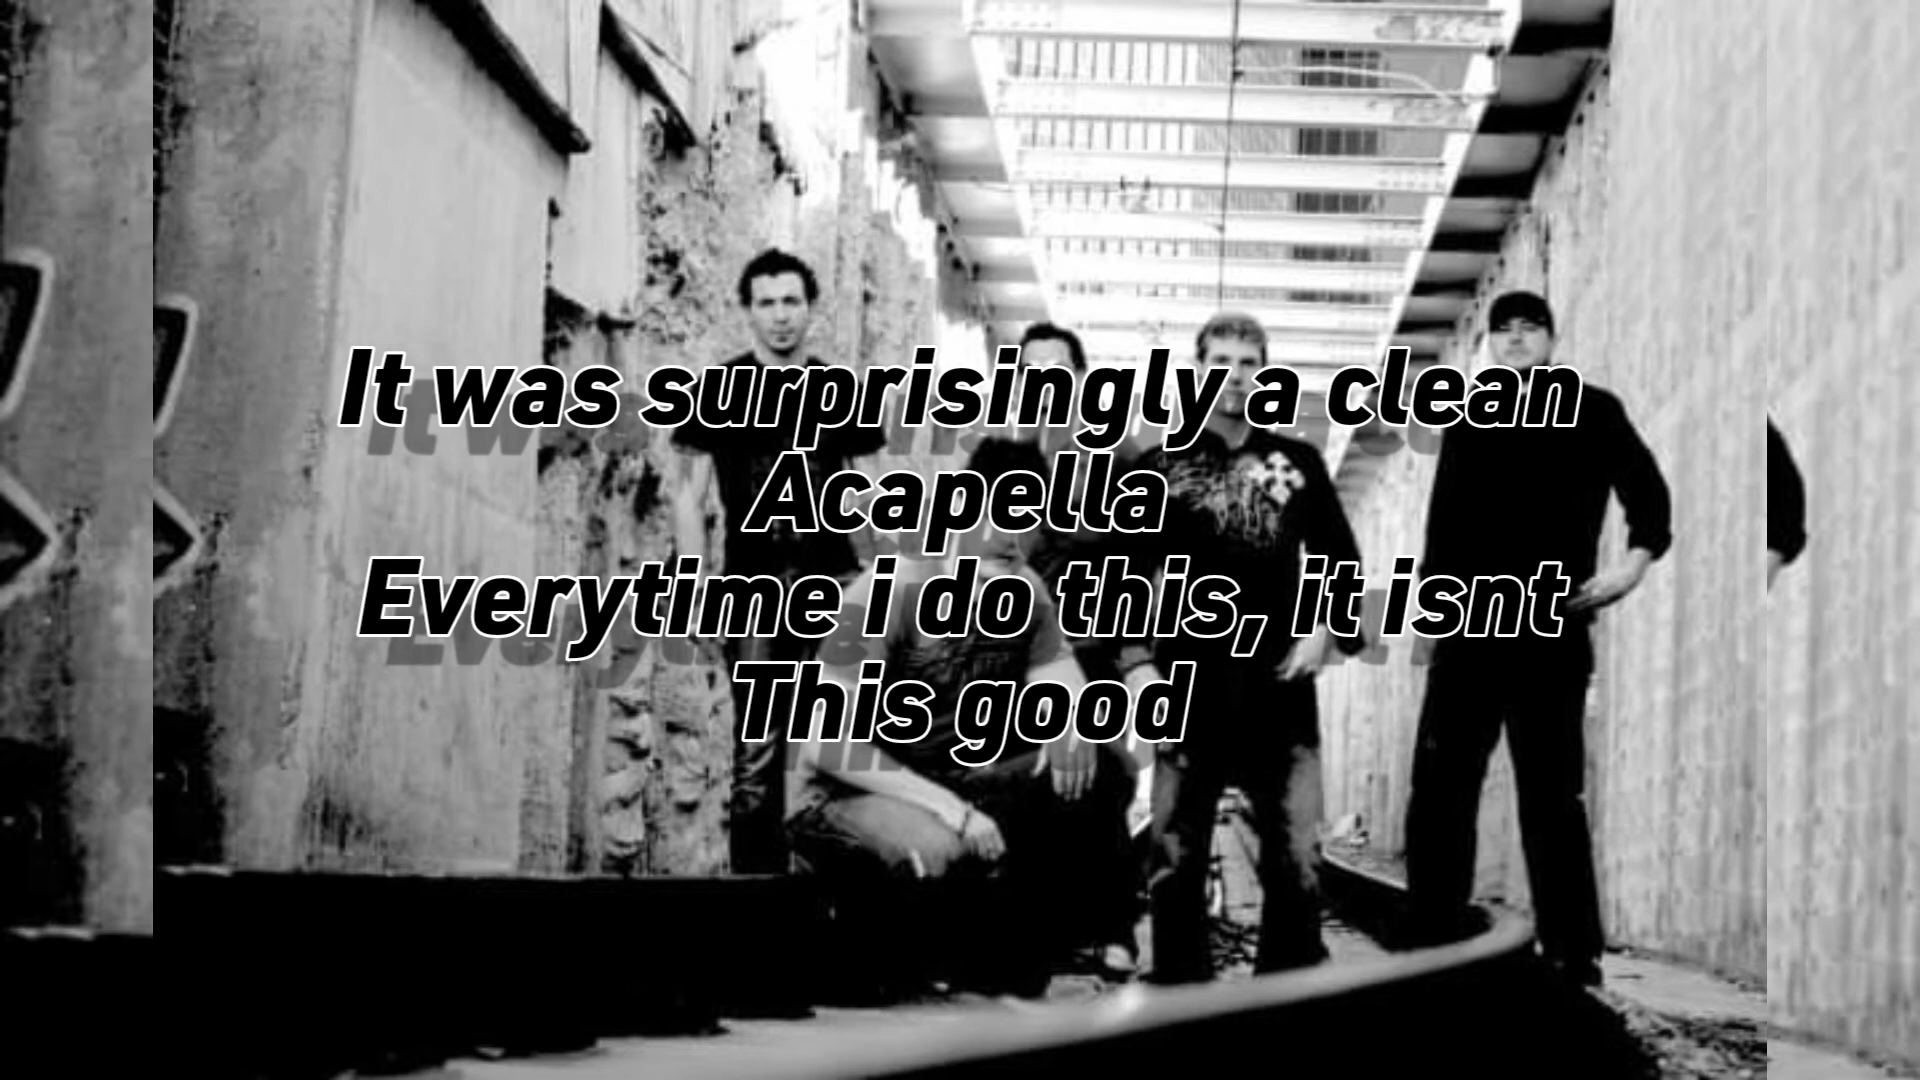 It was surprisingly a clean
Acapella
Everytime i do this, it isnt
This good